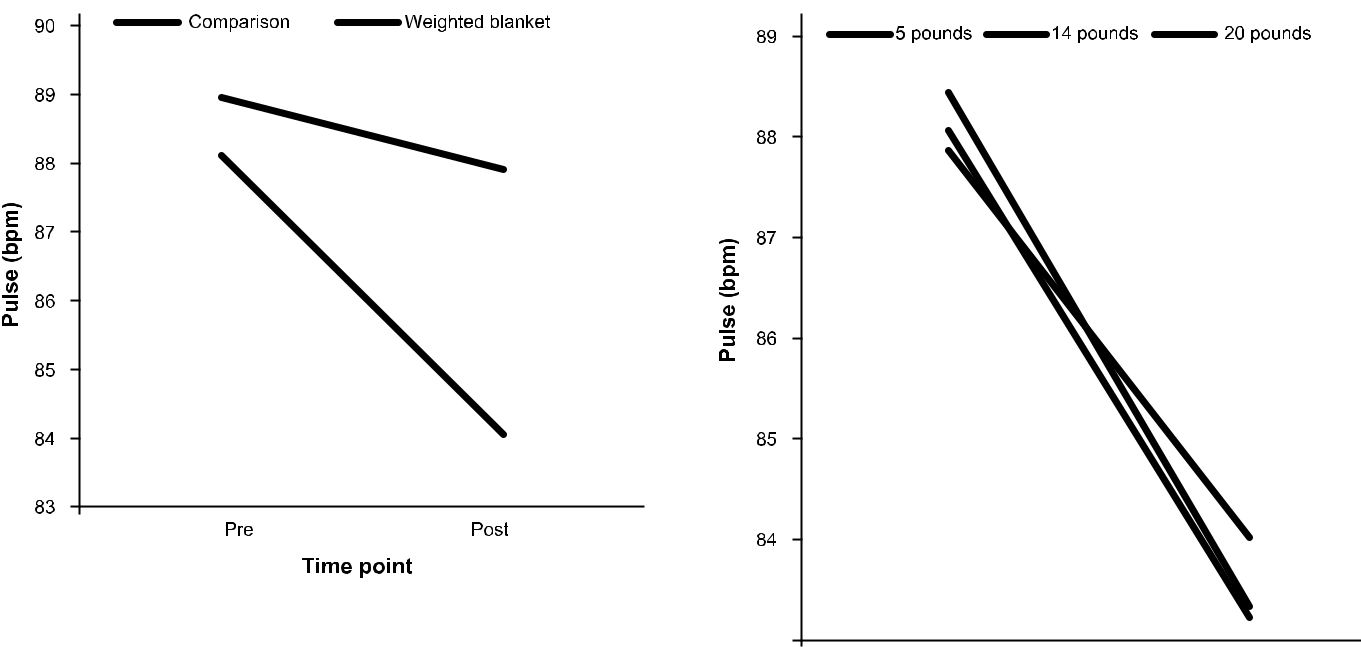 Comparison Weighted blanket
90
89
88
87
86
85
84
83
Pulse (bpm)
Pre Post
Time point
5 pounds 14 pounds 20 pounds
89
88
87
86
85
84
Pulse (bpm)